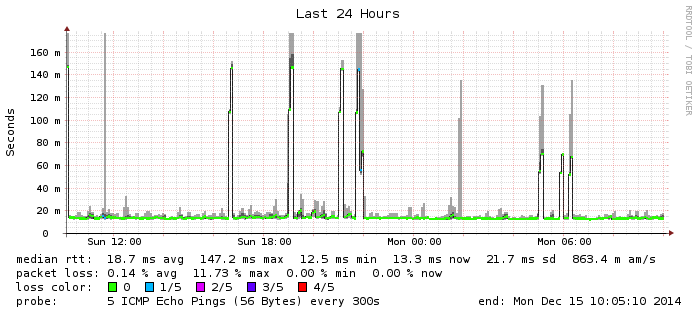 Last 24 Hours
RRDTOOL / TOBI OETIKER
Seconds
160 m
140 m
120 m
100 m
80 m
60 m
40 m
20 m
0
Sun 12:00 Sun 18:00 Mon 00:00 Mon 06:00
median rtt: 18.7 ms avg 147.2 ms max 12.5 ms min 13.3 ms now 21.7 ms sd 863.4 m am/s
packet loss: 0.14 % avg 11.73 % max 0.00 % min 0.00 % now
loss color: 0 1/5 2/5 3/5 4/5
probe: 5 ICMP Echo Pings (56 Bytes) every 300s end: Mon Dec 15 10:05:10 2014